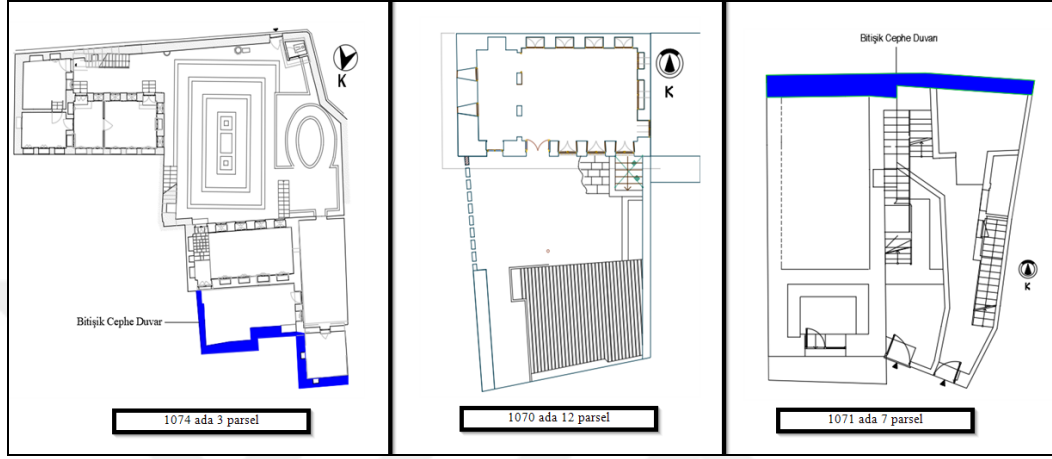 K
Bitişik Cephe Duvar
1074 ada 3 parsel
K
1070 ada 12 parsel
Bitişik Cephe Duvarı
K
1071 ada 7 parsel